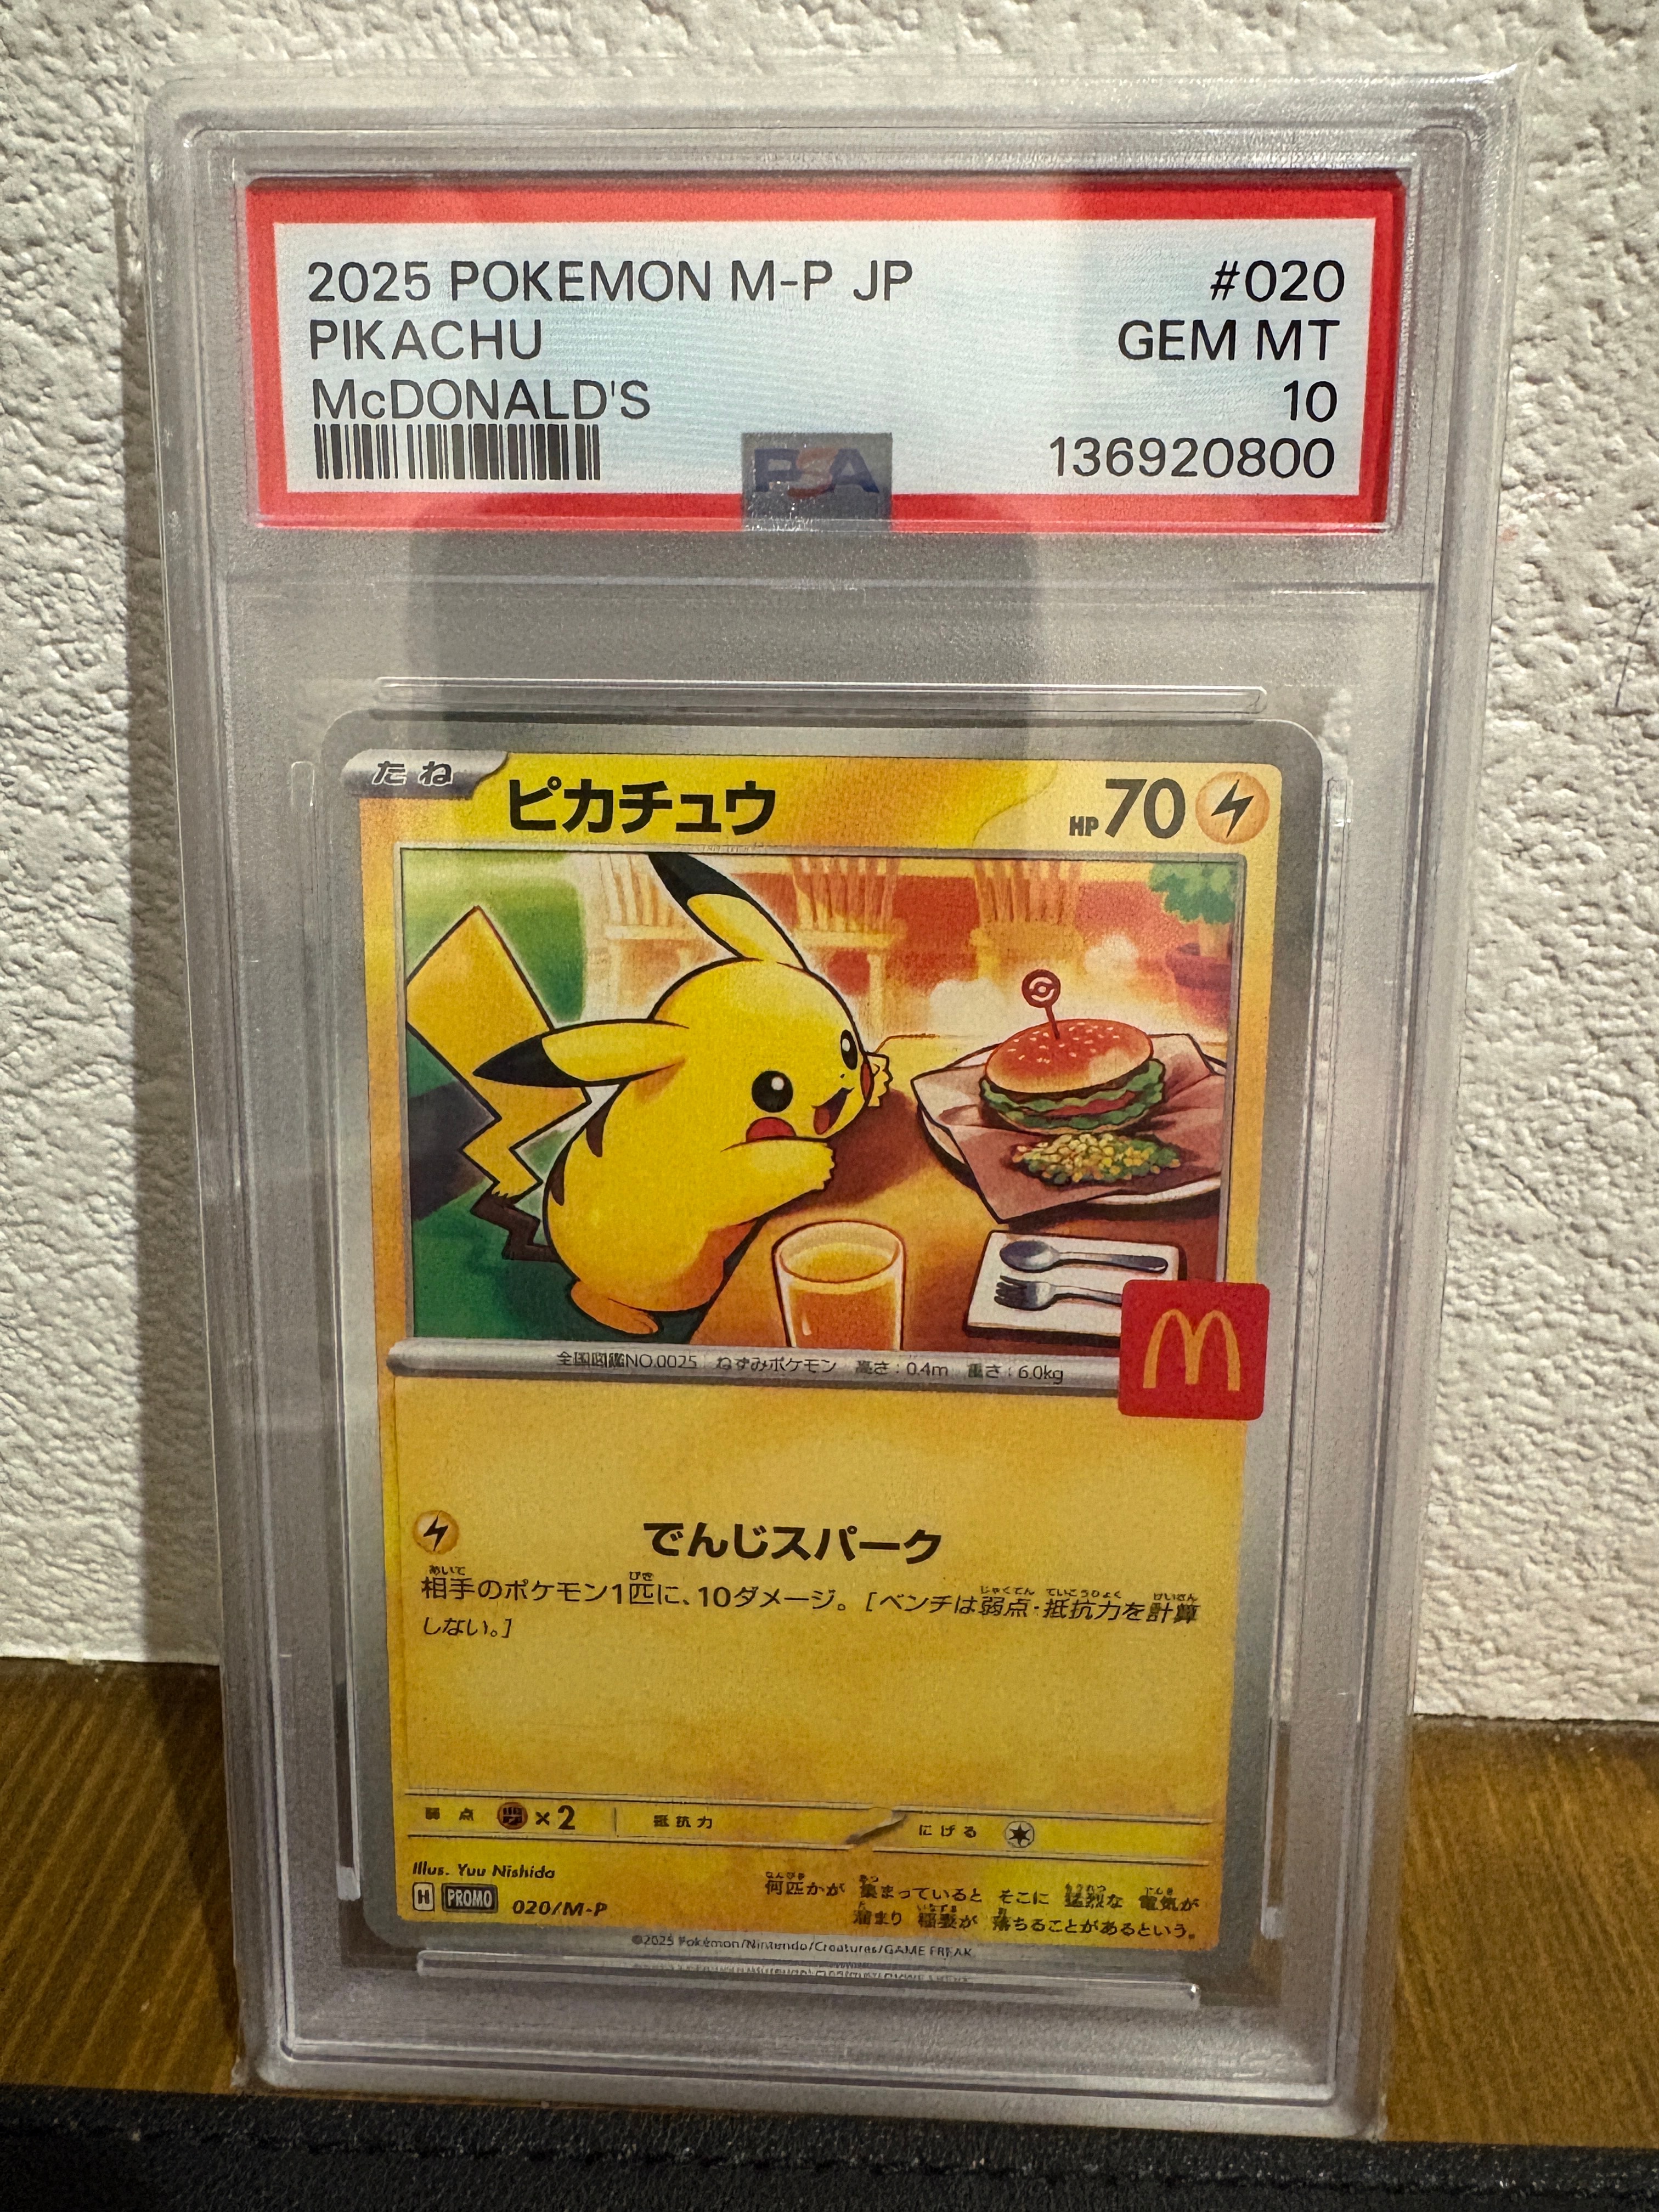 2025 POKEMON M-P JP #020
PIKACHU GEM MT
McDONALD'S 10
PSA 136920800
たね ピカチュウ HP70
全国図鑑NO.0025 ねずみポケモン 高さ:0.4m 重さ:6.0kg
でんじスパーク
相手のポケモン1匹に、10ダメージ。[ベンチは弱点・抵抗力を計算
しない。]
弱点 ×2 抵抗力 にげる
Illus. Yuu Nishida
H PROMO 020/M-P
何匹かが 集まっていると そこに 猛烈な 電気が
溜まり 稲妻が 落ちることがあるという。
©2025 Pokémon/Nintendo/Creatures/GAME FREAK